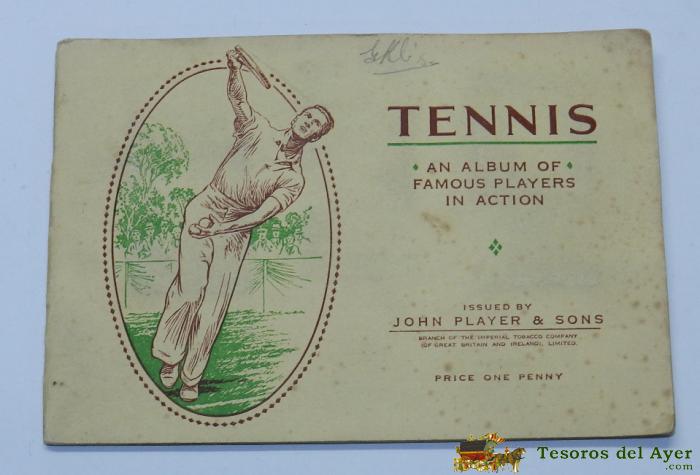 TENNIS
AN ALBUM OF
FAMOUS PLAYERS
IN ACTION
ISSUED BY
JOHN PLAYER & SONS
BRANCH OF THE IMPERIAL TOBACCO COMPANY
(OF GREAT BRITAIN AND IRELAND), LIMITED.
PRICE ONE PENNY
Tesoros del Ayer.com